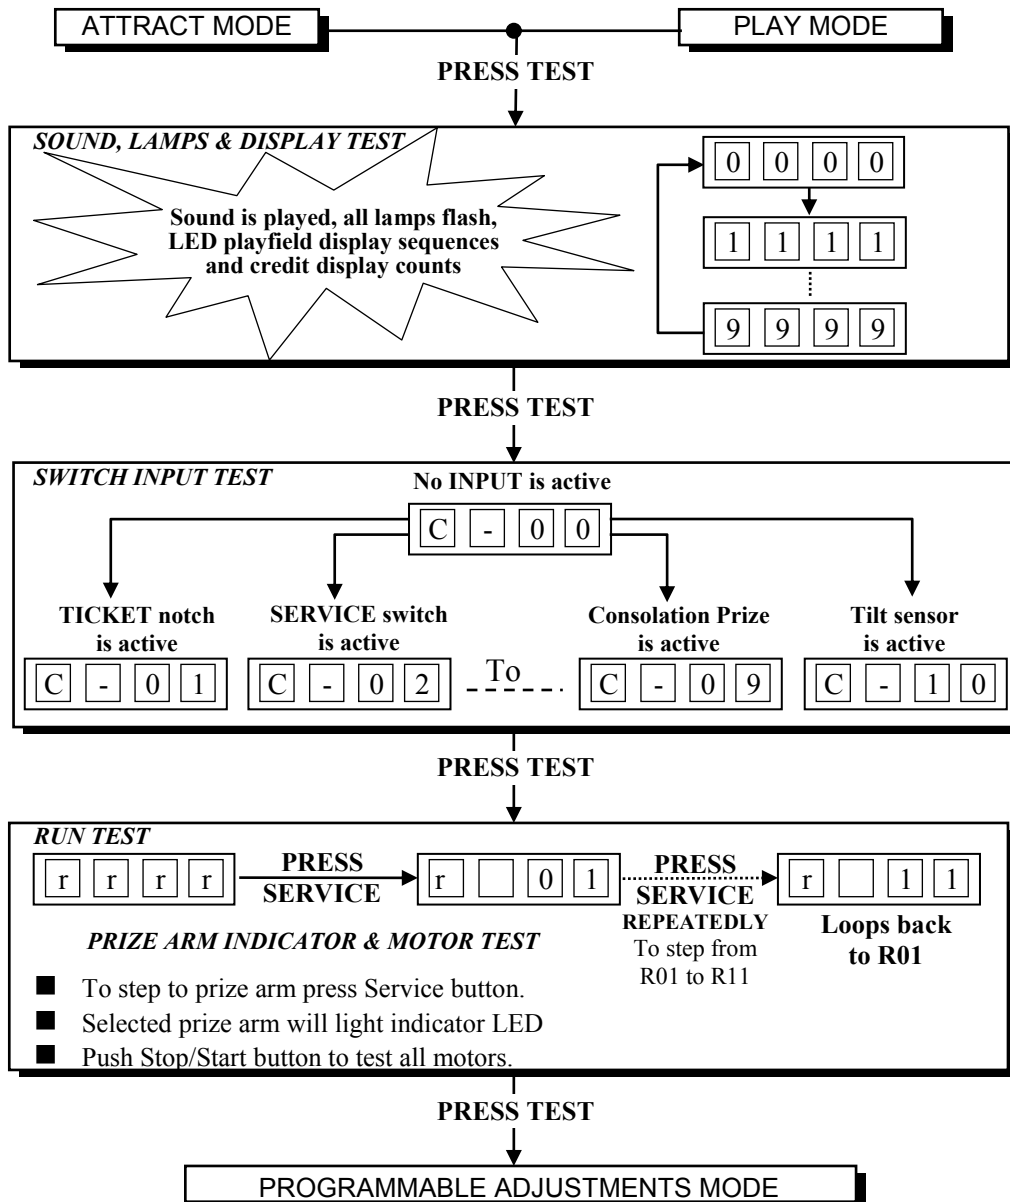 ATTRACT MODE
PLAY MODE
PRESS TEST
SOUND, LAMPS & DISPLAY TEST
Sound is played, all lamps flash,
LED playfield display sequences
and credit display counts
0 0 0 0
1 1 1 1
9 9 9 9
PRESS TEST
SWITCH INPUT TEST
No INPUT is active
C - 0 0
TICKET notch
is active
C - 0 1
SERVICE switch
is active
C - 0 2
To
Consolation Prize
is active
C - 0 9
Tilt sensor
is active
C - 1 0
PRESS TEST
RUN TEST
r r r r
PRESS
SERVICE
r 0 1
PRESS
SERVICE
REPEATEDLY
To step from
R01 to R11
r 1 1
Loops back
to R01
PRIZE ARM INDICATOR & MOTOR TEST
■ To step to prize arm press Service button.
■ Selected prize arm will light indicator LED
■ Push Stop/Start button to test all motors.
PRESS TEST
PROGRAMMABLE ADJUSTMENTS MODE